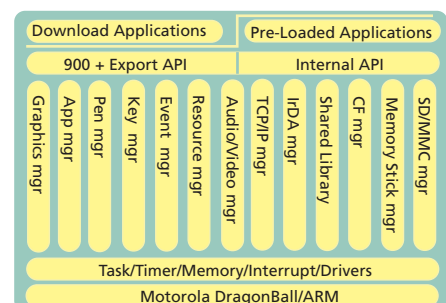 Download Applications
Pre-Loaded Applications
900 + Export API
Internal API
Graphics mgr
App mgr
Pen mgr
Key mgr
Event mgr
Resource mgr
Audio/Video mgr
TCP/IP mgr
IrDA mgr
Shared Library
CF mgr
Memory Stick mgr
SD/MMC mgr
Task/Timer/Memory/Interrupt/Drivers
Motorola DragonBall/ARM